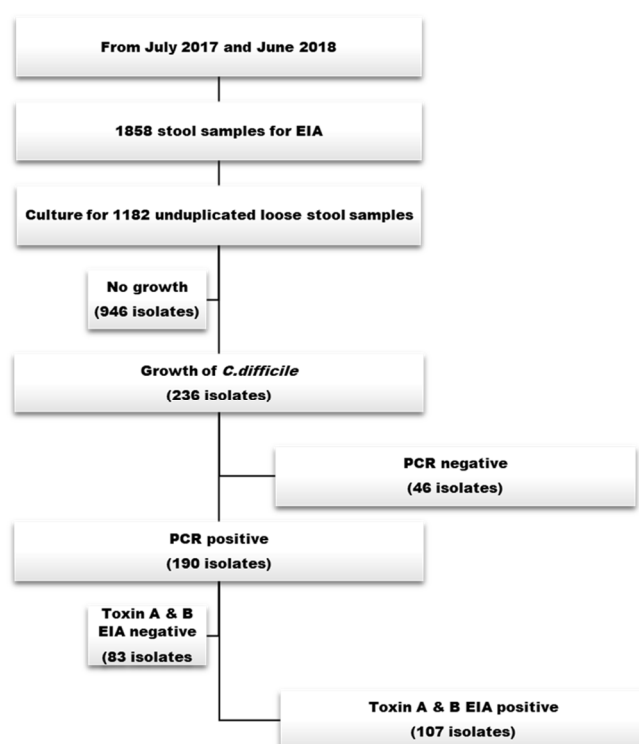 From July 2017 and June 2018
1858 stool samples for EIA
Culture for 1182 unduplicated loose stool samples
No growth
(946 isolates)
Growth of C.difficile
(236 isolates)
PCR negative
(46 isolates)
PCR positive
(190 isolates)
Toxin A & B
EIA negative
(83 isolates
Toxin A & B EIA positive
(107 isolates)